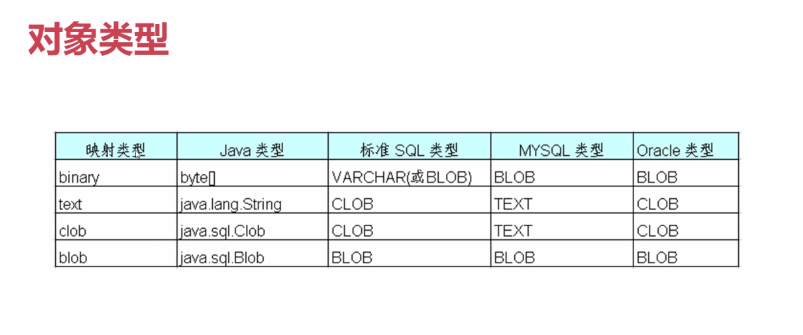 对象类型
映射类型 Java 类型 标准 SQL 类型 MYSQL 类型 Oracle 类型
binary byte[] VARCHAR(或BLOB) BLOB BLOB
text java.lang.String CLOB TEXT CLOB
clob java.sql.Clob CLOB TEXT CLOB
blob java.sql.Blob BLOB BLOB BLOB